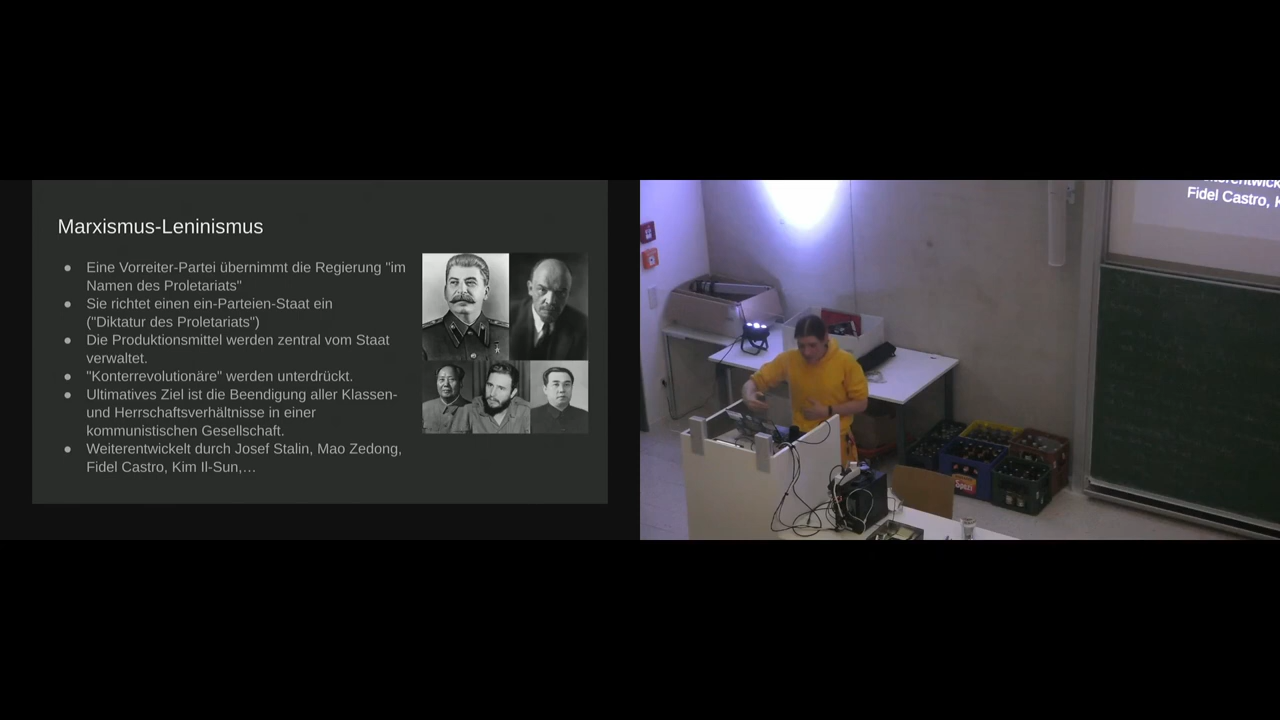 Marxismus-Leninismus
● Eine Vorreiter-Partei übernimmt die Regierung "im
Namen des Proletariats"
● Sie richtet einen ein-Parteien-Staat ein
("Diktatur des Proletariats")
● Die Produktionsmittel werden zentral vom Staat
verwaltet.
● "Konterrevolutionäre" werden unterdrückt.
● Ultimatives Ziel ist die Beendigung aller Klassen-
und Herrschaftsverhältnisse in einer
kommunistischen Gesellschaft.
● Weiterentwickelt durch Josef Stalin, Mao Zedong,
Fidel Castro, Kim Il-Sun,…
Fidel Castro, K
Spezi